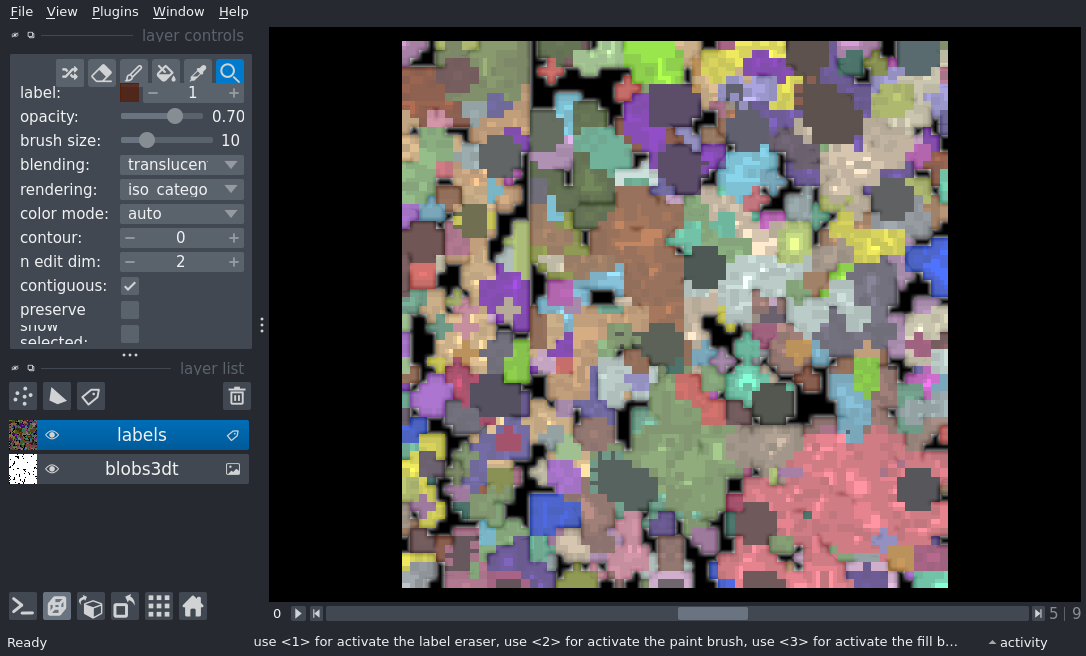 File View Plugins Window Help
layer controls
label: 1
opacity: 0.70
brush size: 10
blending: translucen
rendering: iso catego
color mode: auto
contour: 0
n edit dim: 2
contiguous:
preserve
show
selected:
layer list
labels
blobs3dt
0 5 | 9
Ready use <1> for activate the label eraser, use <2> for activate the paint brush, use <3> for activate the fill b... activity